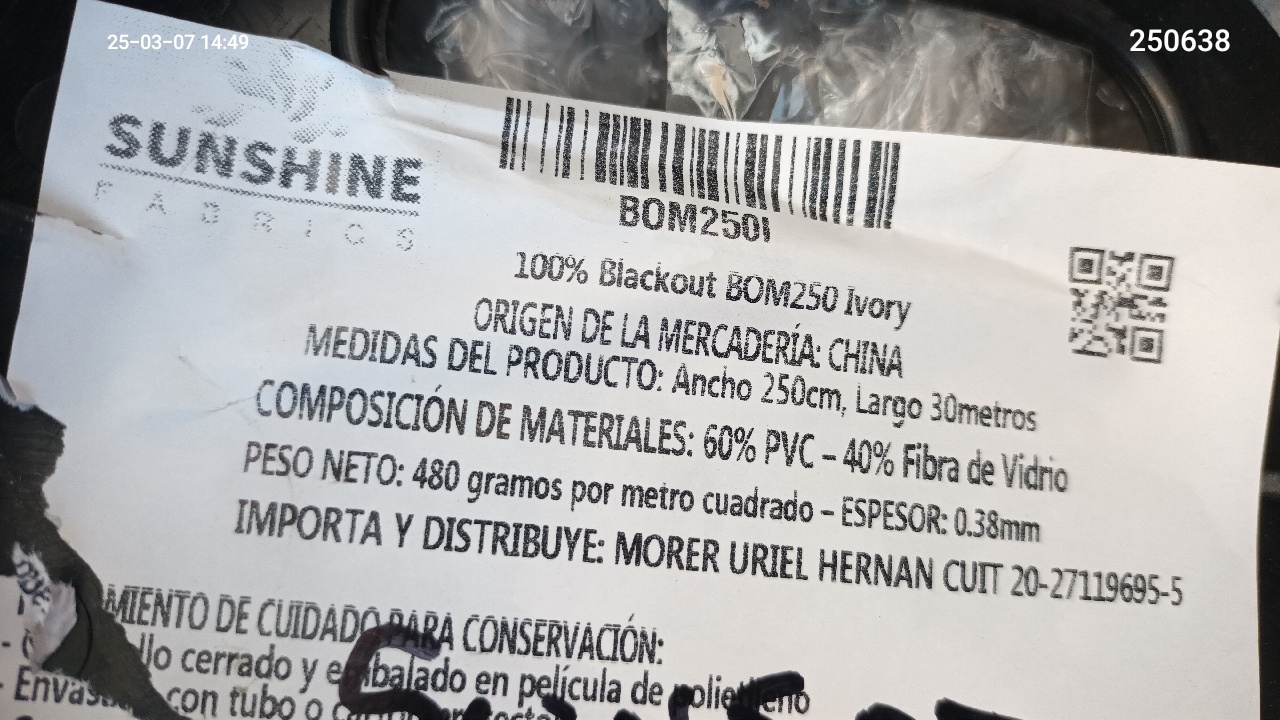 25-03-07 14:49
250638
SUNSHINE
FABRICS
BOM250I
100% Blackout BOM250 Ivory
ORIGEN DE LA MERCADERÍA: CHINA
MEDIDAS DEL PRODUCTO: Ancho 250cm, Largo 30metros
COMPOSICIÓN DE MATERIALES: 60% PVC – 40% Fibra de Vidrio
PESO NETO: 480 gramos por metro cuadrado – ESPESOR: 0.38mm
IMPORTA Y DISTRIBUYE: MORER URIEL HERNAN CUIT 20-27119695-5
MIENTO DE CUIDADO PARA CONSERVACIÓN:
llo cerrado y embalado en película de polietileno
con tubo o